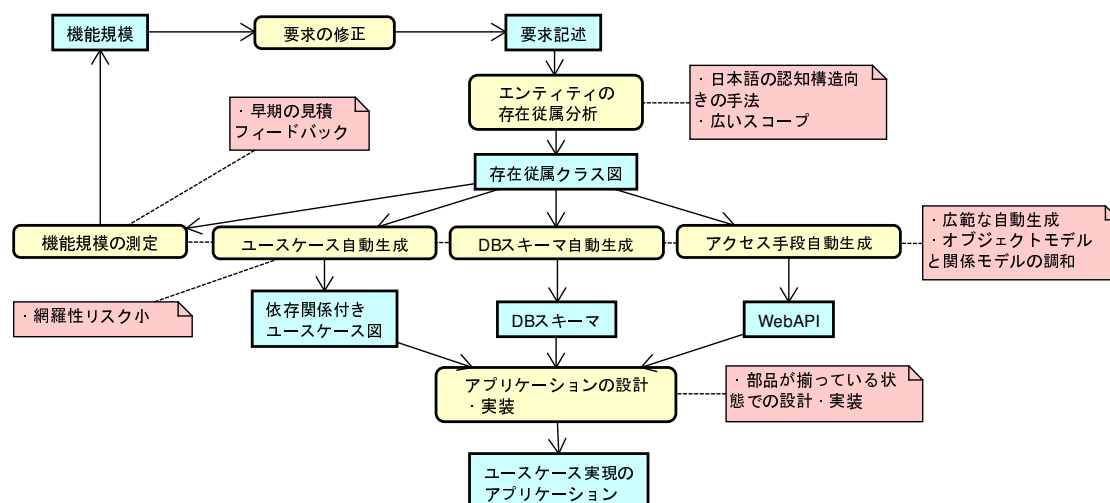 機能規模
要求の修正
要求記述
エンティティの
存在従属分析
・日本語の認知構造向
きの手法
・広いスコープ
・早期の見積
フィードバック
存在従属クラス図
機能規模の測定
ユースケース自動生成
DBスキーマ自動生成
アクセス手段自動生成
・広範な自動生成
・オブジェクトモデル
と関係モデルの調和
・網羅性リスク小
依存関係付き
ユースケース図
DBスキーマ
WebAPI
アプリケーションの設計
・実装
・部品が揃っている状
態での設計・実装
ユースケース実現の
アプリケーション